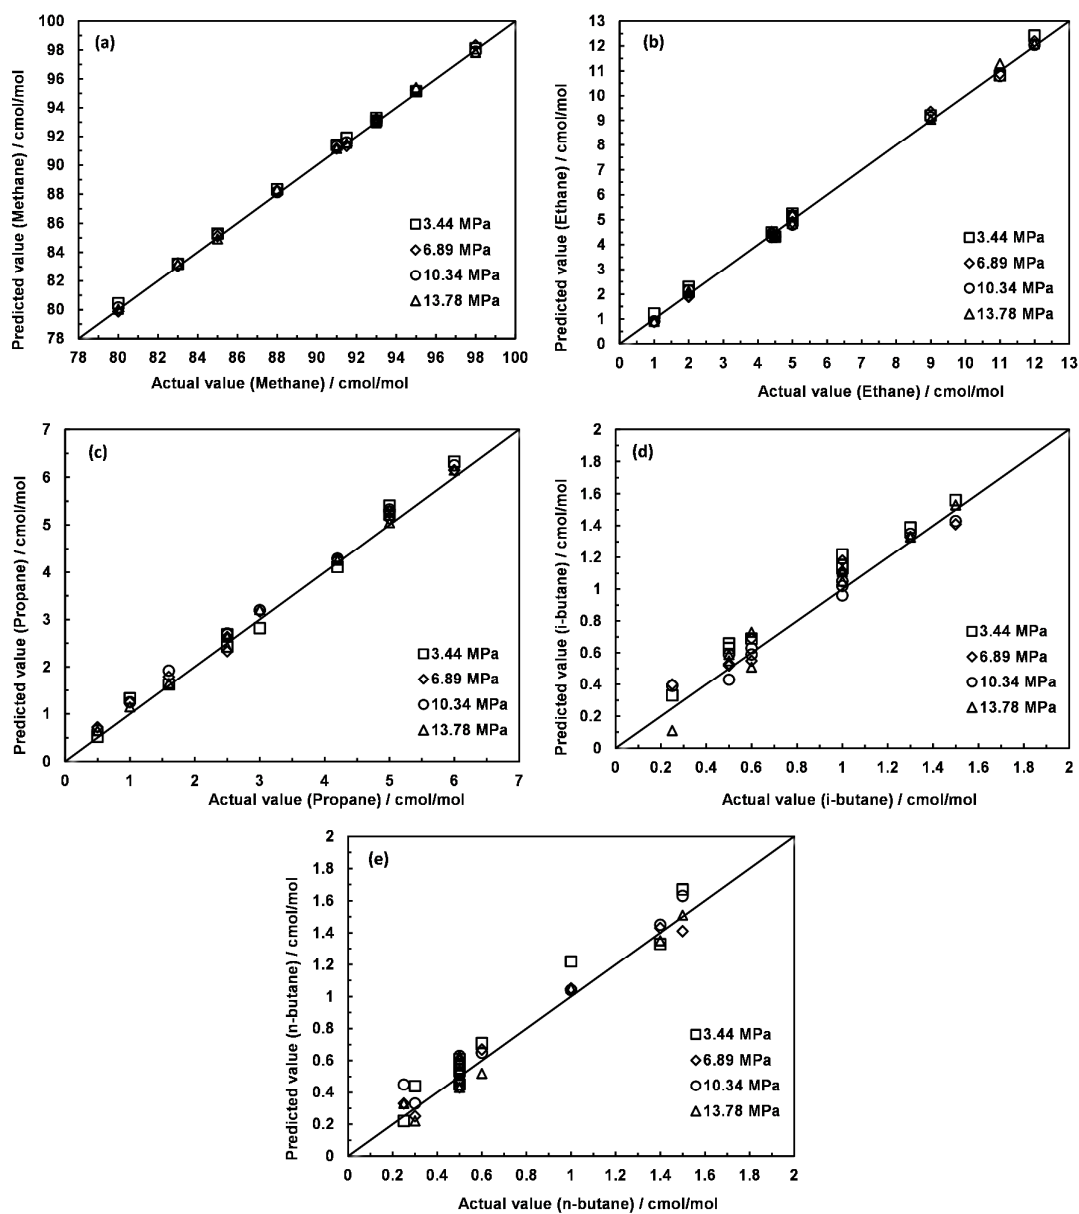 (a)
Predicted value (Methane) / cmol/mol
100
98
96
94
92
90
88
86
84
82
80
78
3.44 MPa
6.89 MPa
10.34 MPa
13.78 MPa
78 80 82 84 86 88 90 92 94 96 98 100
Actual value (Methane) / cmol/mol
(b)
Predicted value (Ethane) / cmol/mol
13
12
11
10
9
8
7
6
5
4
3
2
1
0
3.44 MPa
6.89 MPa
10.34 MPa
13.78 MPa
0 1 2 3 4 5 6 7 8 9 10 11 12 13
Actual value (Ethane) / cmol/mol
(c)
Predicted value (Propane) / cmol/mol
7
6
5
4
3
2
1
0
3.44 MPa
6.89 MPa
10.34 MPa
13.78 MPa
0 1 2 3 4 5 6 7
Actual value (Propane) / cmol/mol
(d)
Predicted value (i-butane) / cmol/mol
2
1.8
1.6
1.4
1.2
1
0.8
0.6
0.4
0.2
0
3.44 MPa
6.89 MPa
10.34 MPa
13.78 MPa
0 0.2 0.4 0.6 0.8 1 1.2 1.4 1.6 1.8 2
Actual value (i-butane) / cmol/mol
(e)
Predicted value (n-butane) / cmol/mol
2
1.8
1.6
1.4
1.2
1
0.8
0.6
0.4
0.2
0
3.44 MPa
6.89 MPa
10.34 MPa
13.78 MPa
0 0.2 0.4 0.6 0.8 1 1.2 1.4 1.6 1.8 2
Actual value (n-butane) / cmol/mol